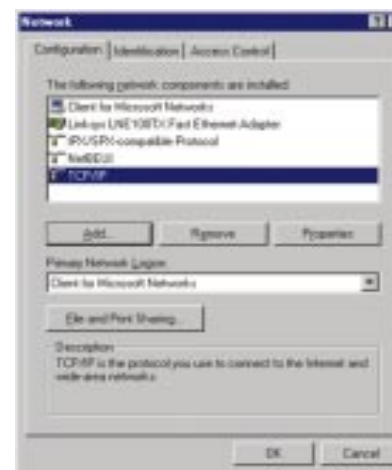 Network
Configuration Identification Access Control
The following network components are installed:
Client for Microsoft Networks
Linksys LNE100TX Fast Ethernet Adapter
IPX/SPX-compatible Protocol
NetBEUI
TCP/IP
Add... Remove Properties
Primary Network Logon:
Client for Microsoft Networks
File and Print Sharing...
Description
TCP/IP is the protocol you use to connect to the Internet and
wide-area networks.
OK Cancel